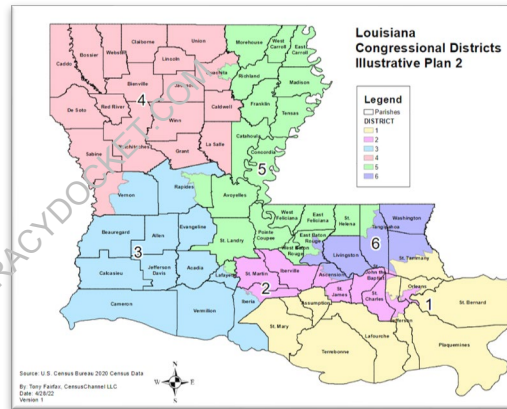 Louisiana
Congressional Districts
Illustrative Plan 2
Legend
Parishes
DISTRICT
1
2
3
4
5
6
Claiborne
Union
Morehouse
West
Carroll
East
Carroll
Caddo
Bossier
Webster
Lincoln
Richland
Madison
Bienville
De Soto
Red River
Caldwell
Franklin
Tensas
4
Winn
Sabine
Grant
La Salle
Catahoula
Concordia
5
Vernon
Rapides
Avoyelles
West
Feliciana
East
Feliciana
St.
Helena
Washington
Tangipahoa
Beauregard
Allen
Evangeline
St. Landry
Pointe
Coupee
West Baton
Rouge
East Baton
Rouge
Livingston
6
St. Tammany
3
Calcasieu
Jefferson
Davis
Acadia
Lafayette
St. Martin
Iberville
Ascension
St. John the
Baptist
Orleans
2
St.
James
St.
Charles
1
St. Bernard
Cameron
Vermilion
Iberia
Assumption
Jefferson
St. Mary
Lafourche
Plaquemines
Terrebonne
Source: U.S. Census Bureau 2020 Census Data
By: Tony Fairfax, CensusChannel LLC
Date: 4/28/22
Version 1
N
W
E
S
RACYDOCKET.COM